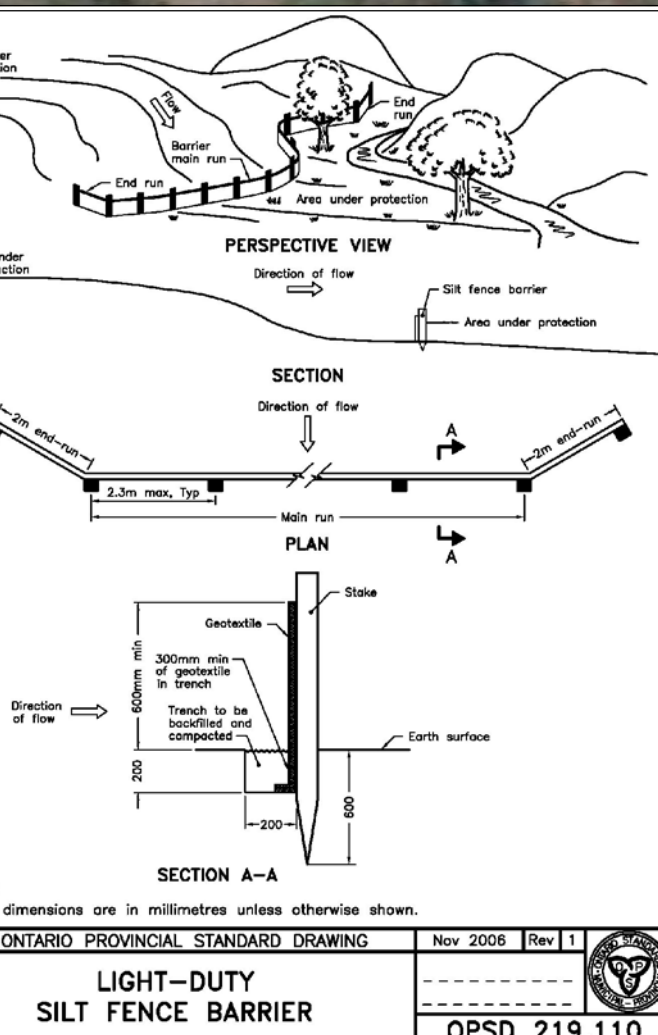 Flow
End
run
Barrier
main run
End run
Area under protection
PERSPECTIVE VIEW
Direction of flow
Silt fence barrier
Area under protection
SECTION
Direction of flow
2m end-run
A
2m end-run
2.3m max, Typ
Main run
A
PLAN
Stake
Geotextile
600mm min
300mm min
of geotextile
in trench
Direction
of flow
Trench to be
backfilled and
compacted
Earth surface
200
200
600
SECTION A-A
dimensions are in millimetres unless otherwise shown.
ONTARIO PROVINCIAL STANDARD DRAWING
Nov 2006 Rev 1
LIGHT-DUTY
SILT FENCE BARRIER
OPS
OPSD 219.110